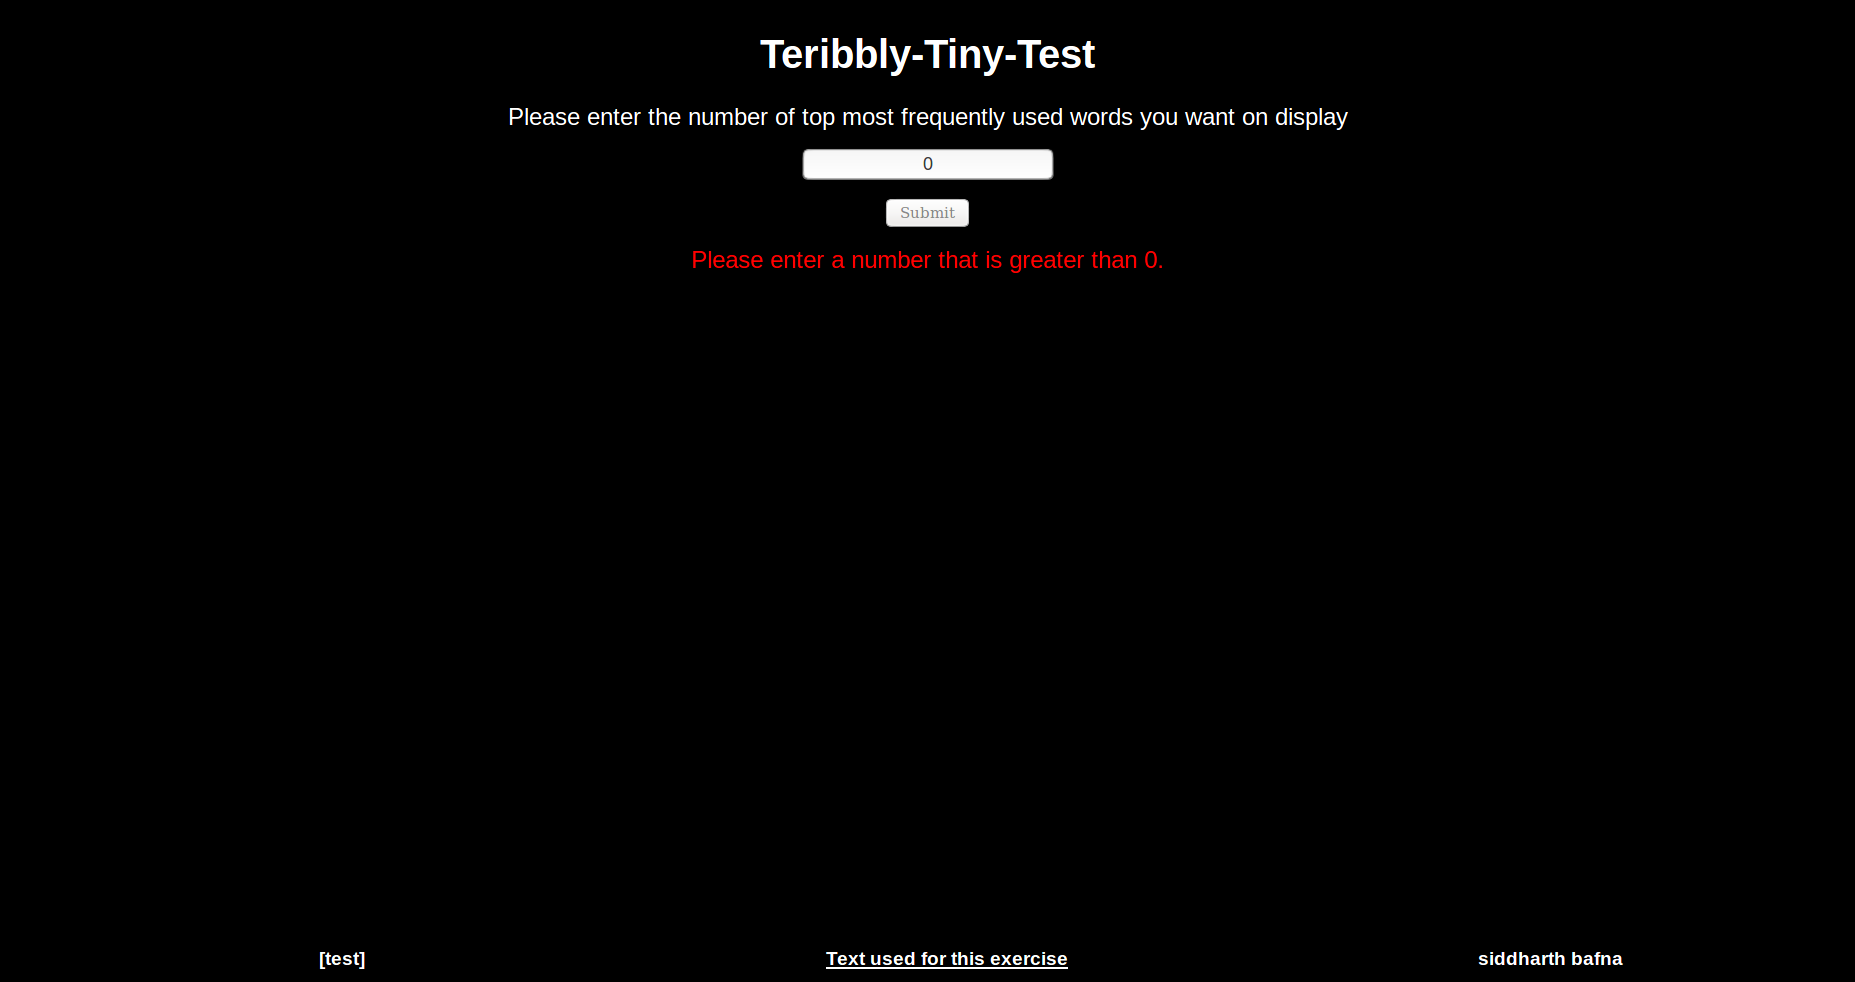 Teribbly-Tiny-Test
Please enter the number of top most frequently used words you want on display
0
Submit
Please enter a number that is greater than 0.
[test]
Text used for this exercise
siddharth bafna